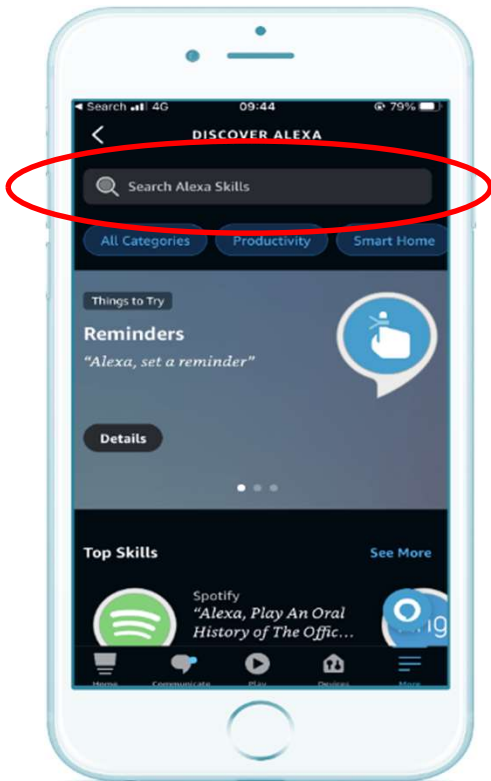 Search 4G 09:44 79%
DISCOVER ALEXA
Search Alexa Skills
All Categories Productivity Smart Home
Things to Try
Reminders
“Alexa, set a reminder”
Details
Top Skills See More
Spotify
“Alexa, Play An Oral
History of The Offic...
ng
Home Communicate Play Devices More